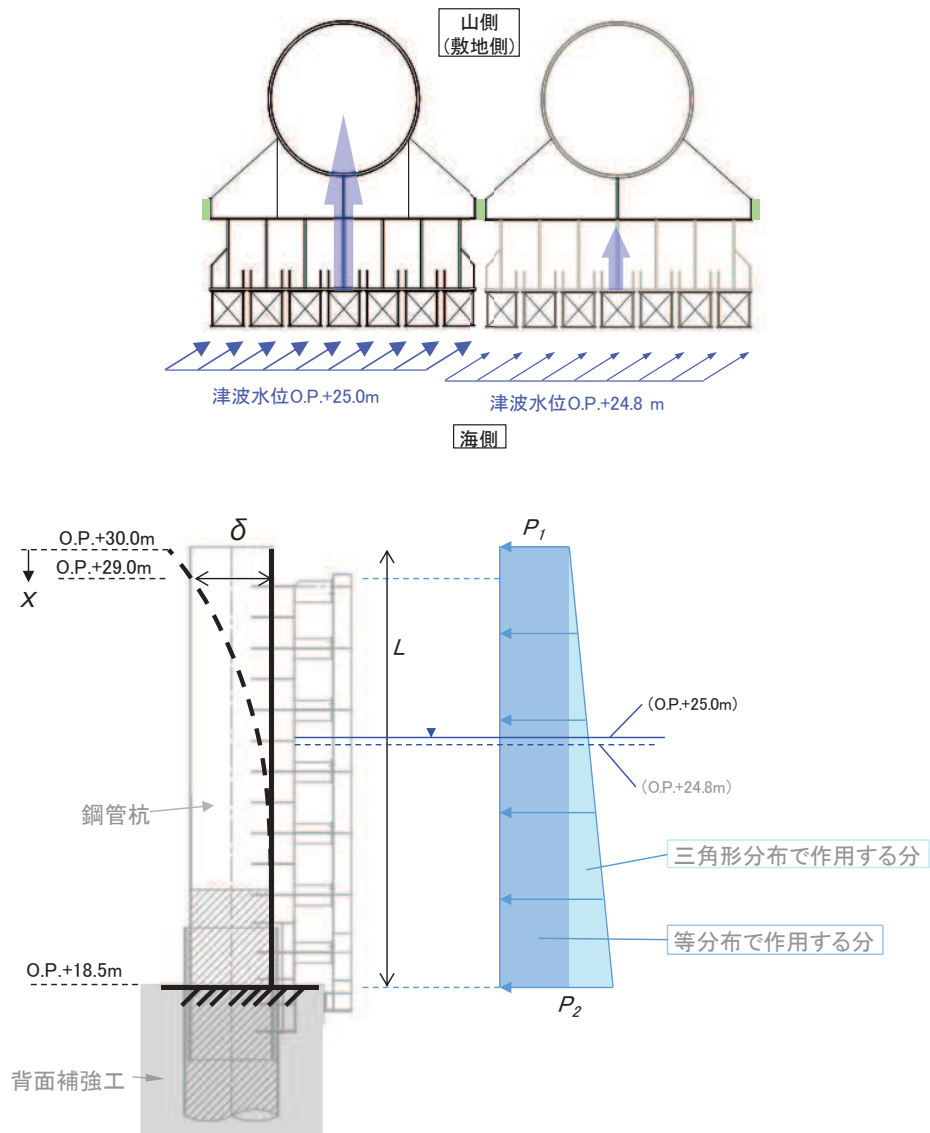 山側
(敷地側)
津波水位O.P.+25.0m
津波水位O.P.+24.8 m
海側
O.P.+30.0m
δ
P1
O.P.+29.0m
x
L
(O.P.+25.0m)
(O.P.+24.8m)
鋼管杭
三角形分布で作用する分
等分布で作用する分
O.P.+18.5m
P2
背面補強工